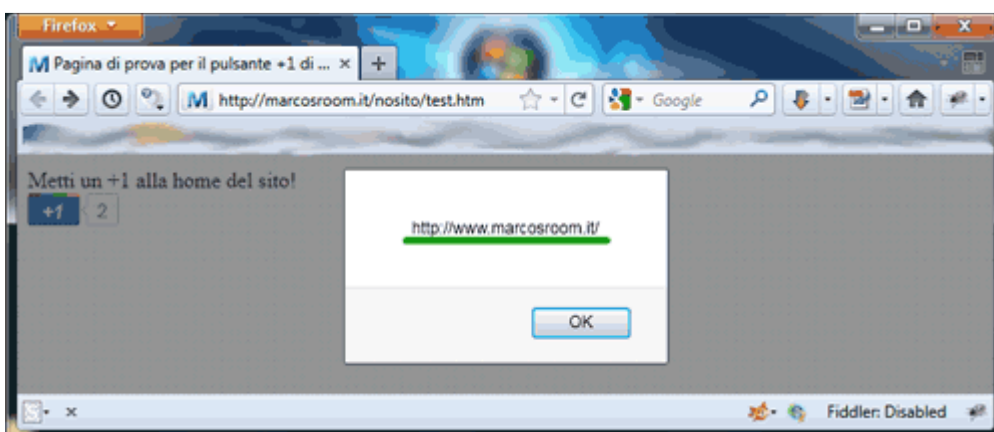 Firefox
M Pagina di prova per il pulsante +1 di ... × +
M http://marcosroom.it/nosito/test.htm Google
Metti un +1 alla home del sito!
+1 2
http://www.marcosroom.it/
OK
S × Fiddler: Disabled